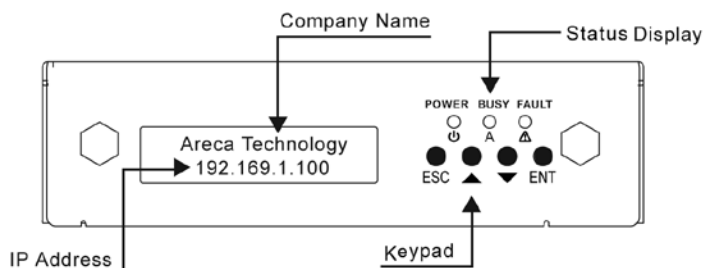 Company Name
Status Display
POWER BUSY FAULT
A
Areca Technology
192.169.1.100
ESC ENT
IP Address
Keypad